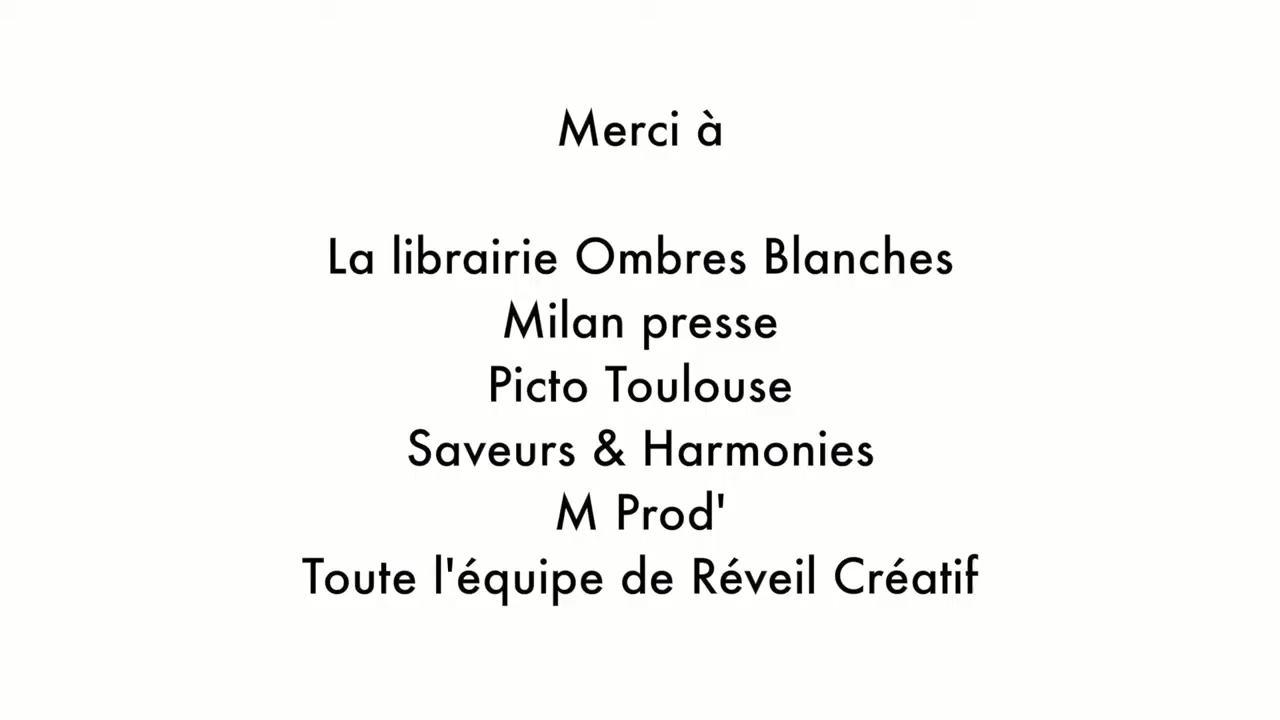 Merci à
La librairie Ombres Blanches
Milan presse
Picto Toulouse
Saveurs & Harmonies
M Prod'
Toute l'équipe de Réveil Créatif